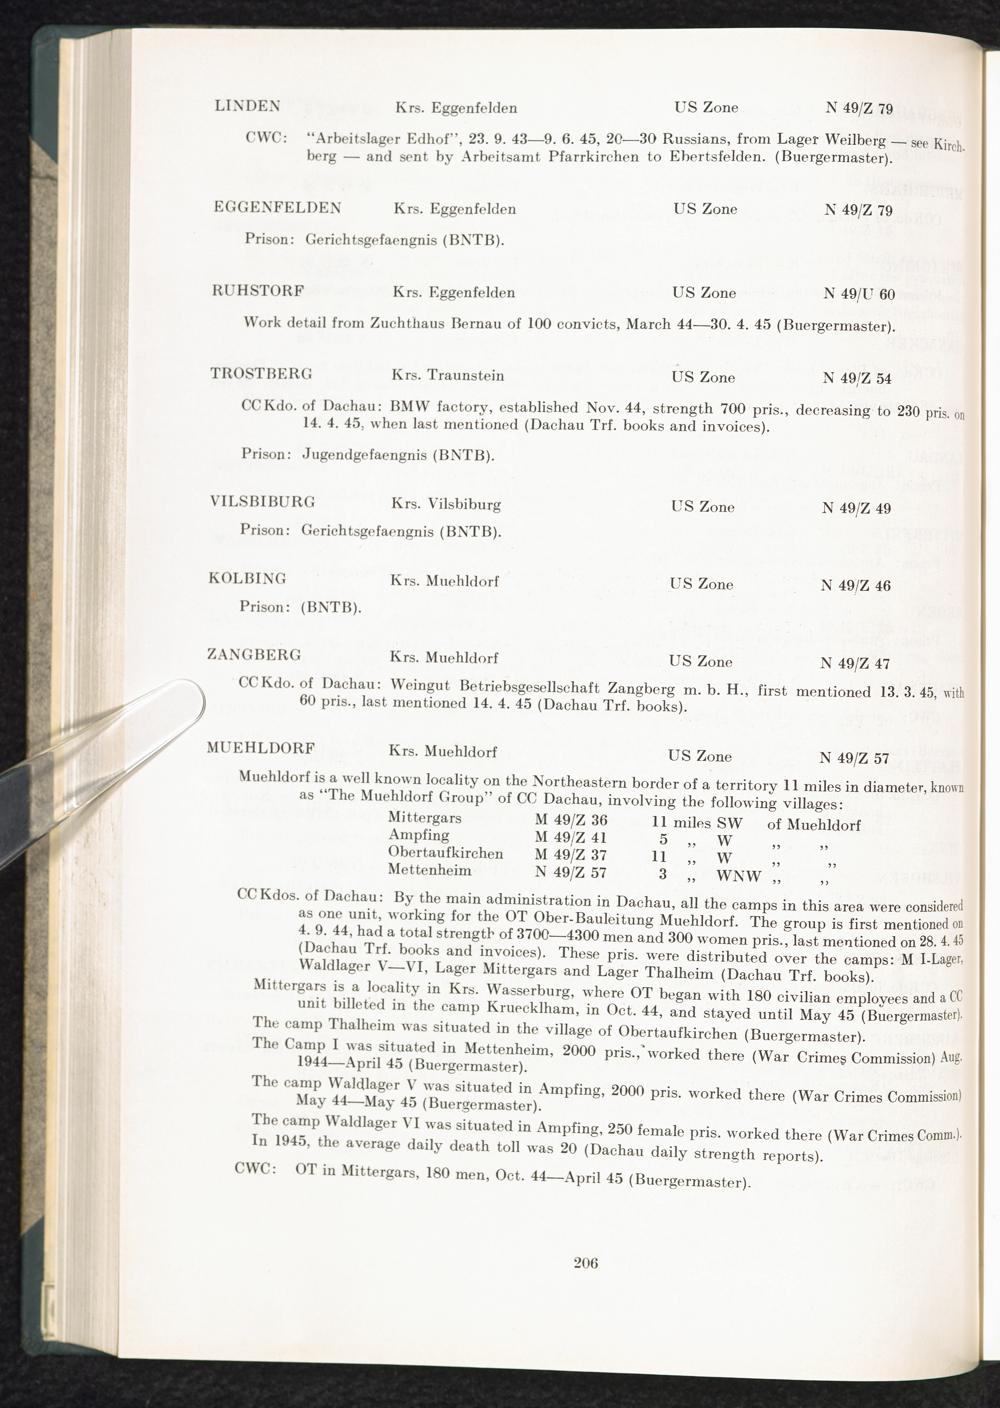 LINDEN Krs. Eggenfelden US Zone N 49/Z 79
CWC: “Arbeitslager Edhof”, 23. 9. 43—9. 6. 45, 20—30 Russians, from Lager Weilberg — see Kirch-
berg — and sent by Arbeitsamt Pfarrkirchen to Ebertsfelden. (Buergermaster).
EGGENFELDEN Krs. Eggenfelden US Zone N 49/Z 79
Prison: Gerichtsgefaengnis (BNTB).
RUHSTORF Krs. Eggenfelden US Zone N 49/U 60
Work detail from Zuchthaus Bernau of 100 convicts, March 44—30. 4. 45 (Buergermaster).
TROSTBERG Krs. Traunstein US Zone N 49/Z 54
CC Kdo. of Dachau: BMW factory, established Nov. 44, strength 700 pris., decreasing to 230 pris. on
14. 4. 45, when last mentioned (Dachau Trf. books and invoices).
Prison: Jugendgefaengnis (BNTB).
VILSBIBURG Krs. Vilsbiburg US Zone N 49/Z 49
Prison: Gerichtsgefaengnis (BNTB).
KOLBING Krs. Muehldorf US Zone N 49/Z 46
Prison: (BNTB).
ZANGBERG Krs. Muehldorf US Zone N 49/Z 47
CC Kdo. of Dachau: Weingut Betriebsgesellschaft Zangberg m. b. H., first mentioned 13. 3. 45, with
60 pris., last mentioned 14. 4. 45 (Dachau Trf. books).
MUEHLDORF Krs. Muehldorf US Zone N 49/Z 57
Muehldorf is a well known locality on the Northeastern border of a territory 11 miles in diameter, known
as “The Muehldorf Group” of CC Dachau, involving the following villages:
Mittergars M 49/Z 36 11 miles SW of Muehldorf
Ampfing M 49/Z 41 5 ,, W ,, ,,
Obertaufkirchen M 49/Z 37 11 ,, W ,, ,,
Mettenheim N 49/Z 57 3 ,, WNW ,, ,,
CC Kdos. of Dachau: By the main administration in Dachau, all the camps in this area were considered
as one unit, working for the OT Ober-Bauleitung Muehldorf. The group is first mentioned on
4. 9. 44, had a total strength of 3700—4300 men and 300 women pris., last mentioned on 28. 4. 45
(Dachau Trf. books and invoices). These pris. were distributed over the camps: M I-Lager,
Waldlager V—VI, Lager Mittergars and Lager Thalheim (Dachau Trf. books).
Mittergars is a locality in Krs. Wasserburg, where OT began with 180 civilian employees and a CC
unit billeted in the camp Kruecklham, in Oct. 44, and stayed until May 45 (Buergermaster).
The camp Thalheim was situated in the village of Obertaufkirchen (Buergermaster).
The Camp I was situated in Mettenheim, 2000 pris., worked there (War Crimes Commission) Aug.
1944—April 45 (Buergermaster).
The camp Waldlager V was situated in Ampfing, 2000 pris. worked there (War Crimes Commission)
May 44—May 45 (Buergermaster).
The camp Waldlager VI was situated in Ampfing, 250 female pris. worked there (War Crimes Comm.).
In 1945, the average daily death toll was 20 (Dachau daily strength reports).
CWC: OT in Mittergars, 180 men, Oct. 44—April 45 (Buergermaster).
206